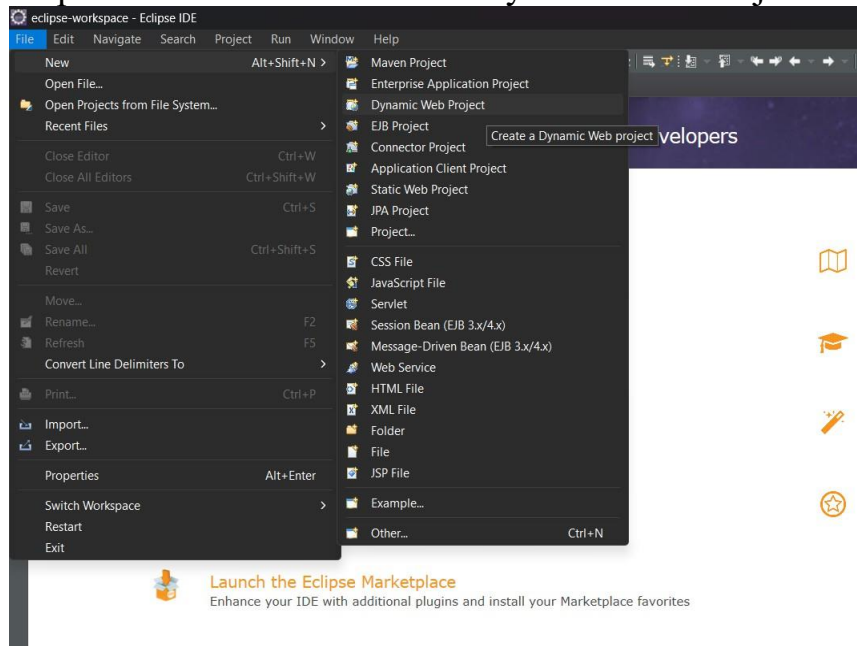 eclipse-workspace - Eclipse IDE
File Edit Navigate Search Project Run Window Help
New Alt+Shift+N >
Open File...
Open Projects from File System...
Recent Files >
Close Editor Ctrl+W
Close All Editors Ctrl+Shift+W
Save Ctrl+S
Save As...
Save All Ctrl+Shift+S
Revert
Move...
Rename... F2
Refresh F5
Convert Line Delimiters To >
Print... Ctrl+P
Import...
Export...
Properties Alt+Enter
Switch Workspace >
Restart
Exit
Maven Project
Enterprise Application Project
Dynamic Web Project
EJB Project
Create a Dynamic Web project
velopers
Connector Project
Application Client Project
Static Web Project
JPA Project
Project...
CSS File
JavaScript File
Servlet
Session Bean (EJB 3.x/4.x)
Message-Driven Bean (EJB 3.x/4.x)
Web Service
HTML File
XML File
Folder
File
JSP File
Example...
Other... Ctrl+N
Launch the Eclipse Marketplace
Enhance your IDE with additional plugins and install your Marketplace favorites